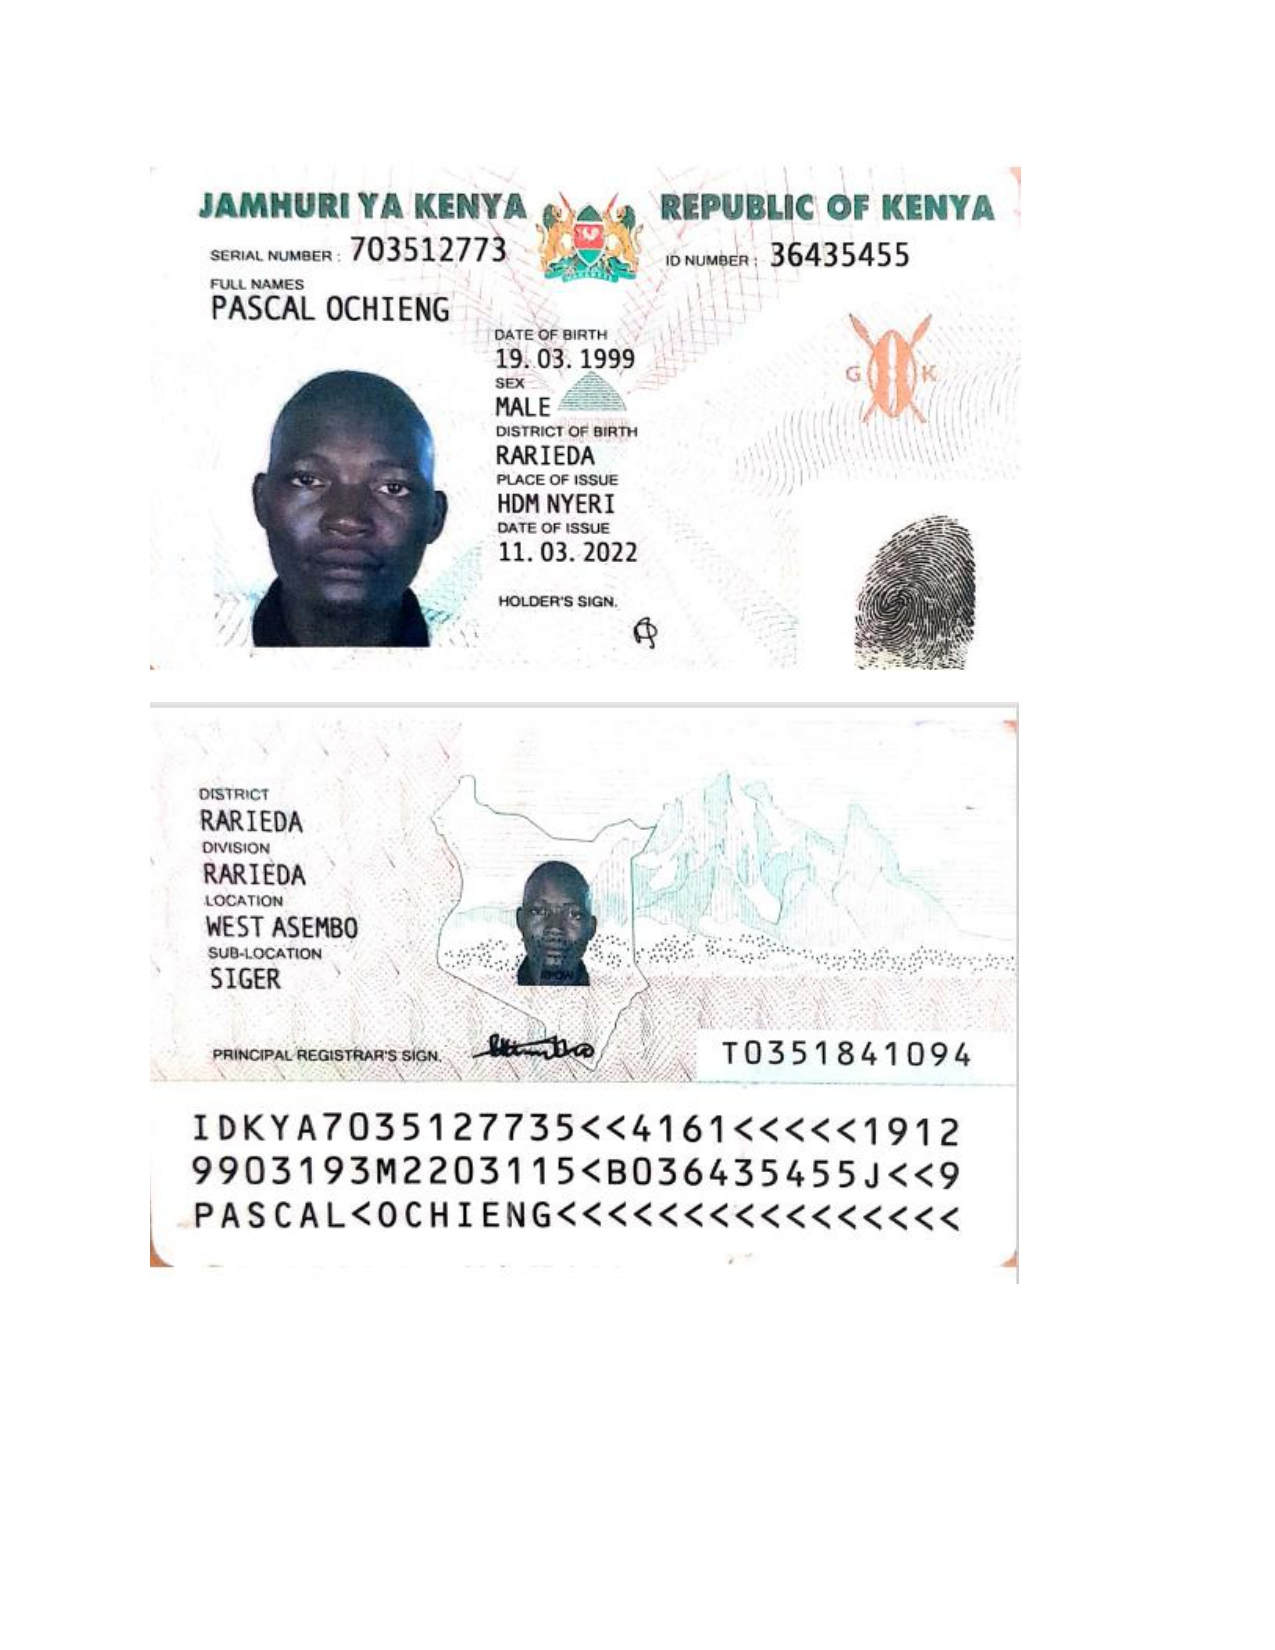 JAMHURI YA KENYA
REPUBLIC OF KENYA
SERIAL NUMBER : 703512773
ID NUMBER : 36435455
FULL NAMES
PASCAL OCHIENG
DATE OF BIRTH
19. 03. 1999
SEX
MALE
DISTRICT OF BIRTH
RARIEDA
PLACE OF ISSUE
HDM NYERI
DATE OF ISSUE
11. 03. 2022
HOLDER'S SIGN.
G K
DISTRICT
RARIEDA
DIVISION
RARIEDA
LOCATION
WEST ASEMBO
SUB-LOCATION
SIGER
PRINCIPAL REGISTRAR'S SIGN.
T0351841094
IDKYA7035127735<<4161<<<<<1912
9903193M2203115<B036435455J<<9
PASCAL<OCHIENG<<<<<<<<<<<<<<<<